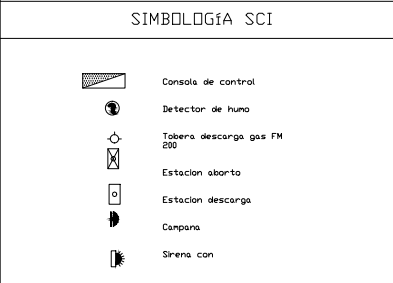 SIMBOLOGíA SCI
Consola de control
Detector de humo
Tobera descarga gas FM
200
Estacion aborto
Estacion descarga
Campana
Sirena con